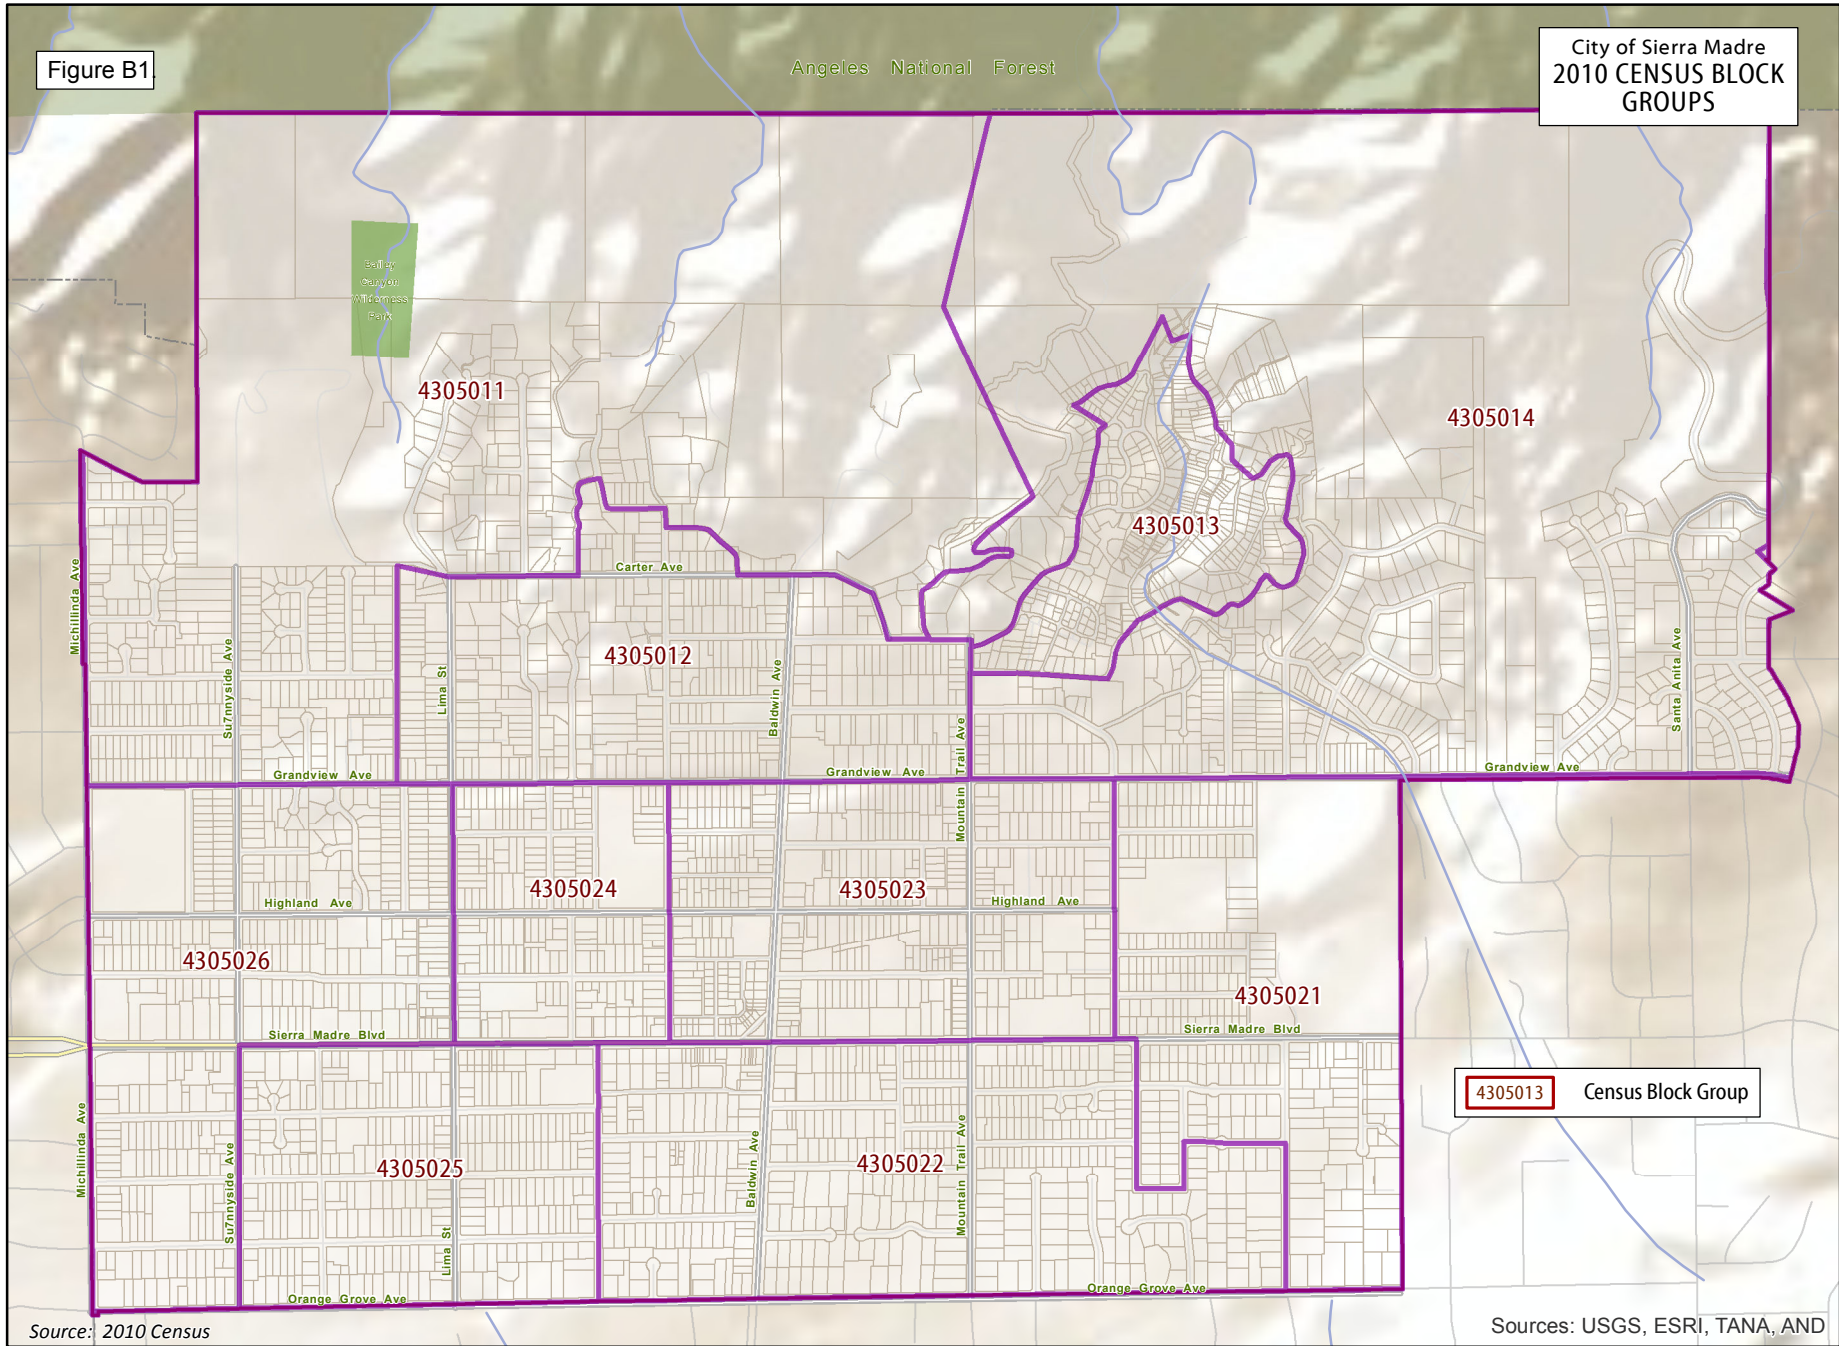 Figure B1.
Angeles National Forest
City of Sierra Madre
2010 CENSUS BLOCK
GROUPS
Bailey
Canyon
Wilderness
Park
4305011
4305014
4305013
Carter Ave
Michillinda Ave
Su7nnyside Ave
Lima St
4305012
Baldwin Ave
Mountain Trail Ave
Santa Anita Ave
Grandview Ave
Grandview Ave
Grandview Ave
4305024
4305023
Highland Ave
Highland Ave
4305026
4305021
Sierra Madre Blvd
Sierra Madre Blvd
4305013
Census Block Group
Michillinda Ave
Su7nnyside Ave
4305025
Lima St
Baldwin Ave
4305022
Mountain Trail Ave
Orange Grove Ave
Orange Grove Ave
Source: 2010 Census
Sources: USGS, ESRI, TANA, AND